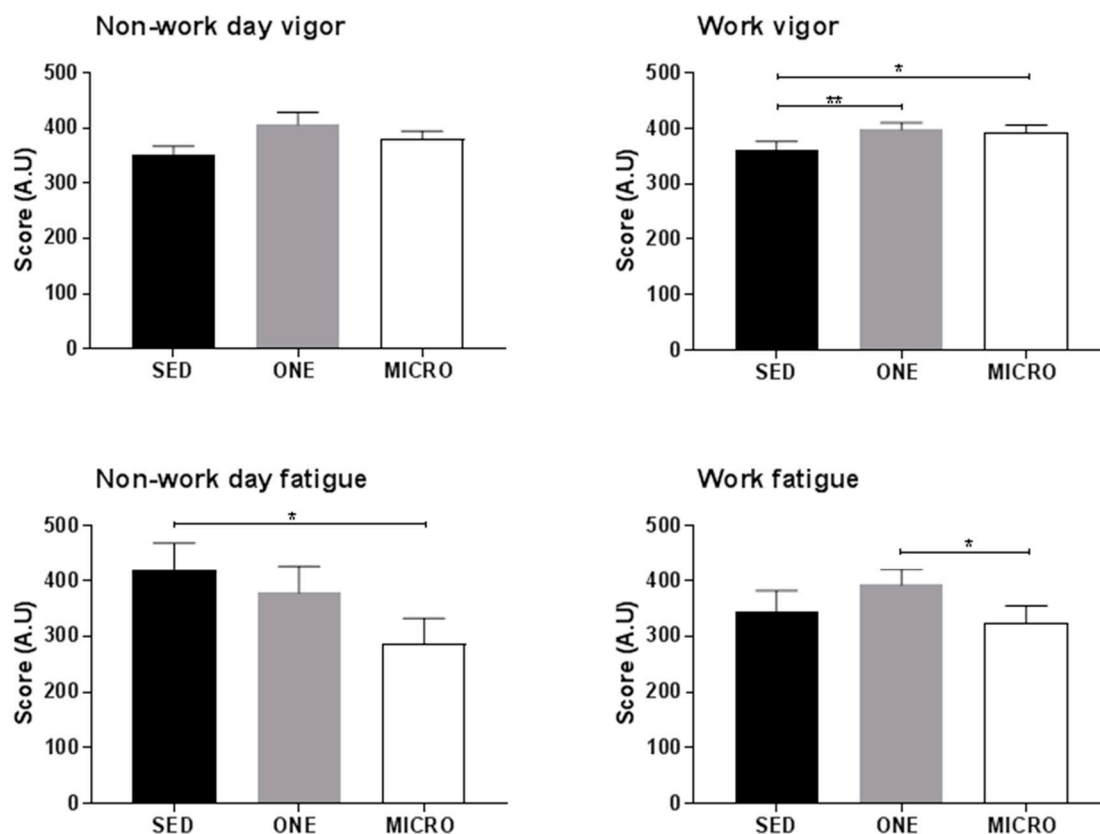 Non-work day vigor
Score (A.U)
500
400
300
200
100
0
SED ONE MICRO
Work vigor
Score (A.U)
500
400
300
200
100
0
*
**
SED ONE MICRO
Non-work day fatigue
Score (A.U)
500
400
300
200
100
0
*
SED ONE MICRO
Work fatigue
Score (A.U)
500
400
300
200
100
0
*
SED ONE MICRO